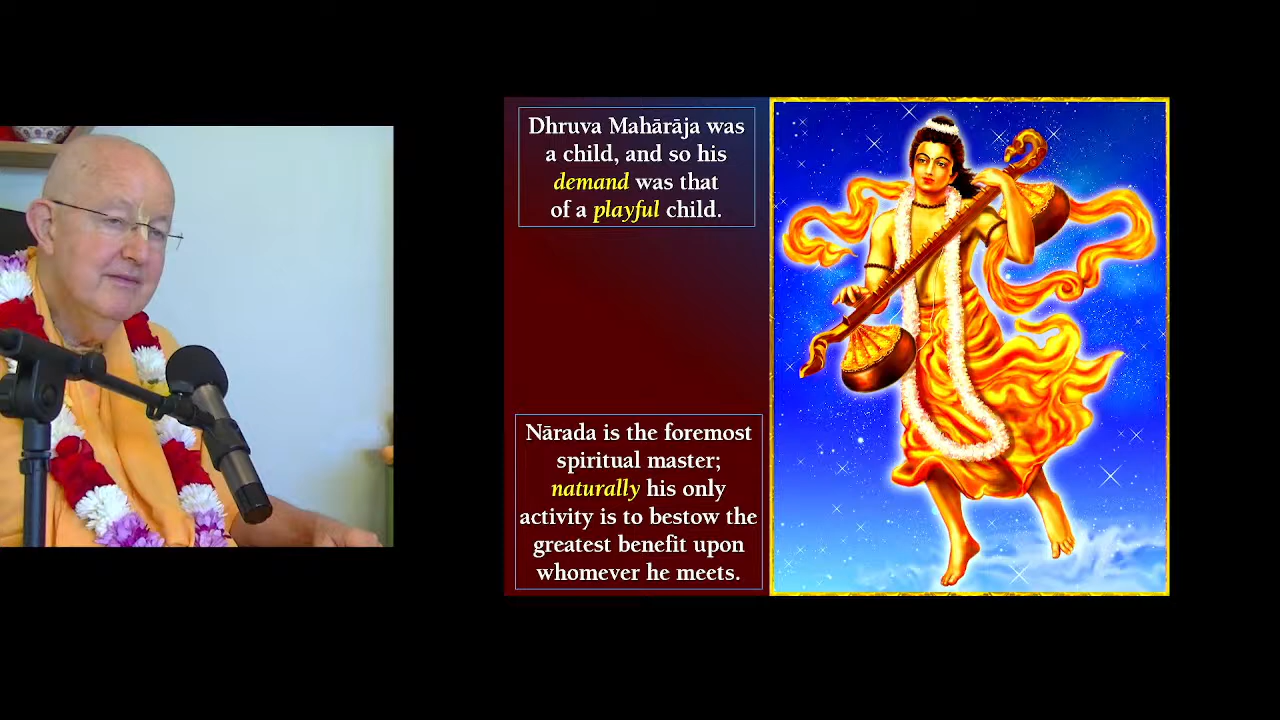 Dhruva Mahārāja was
a child, and so his
demand was that
of a playful child.
Nārada is the foremost
spiritual master;
naturally his only
activity is to bestow the
greatest benefit upon
whomever he meets.